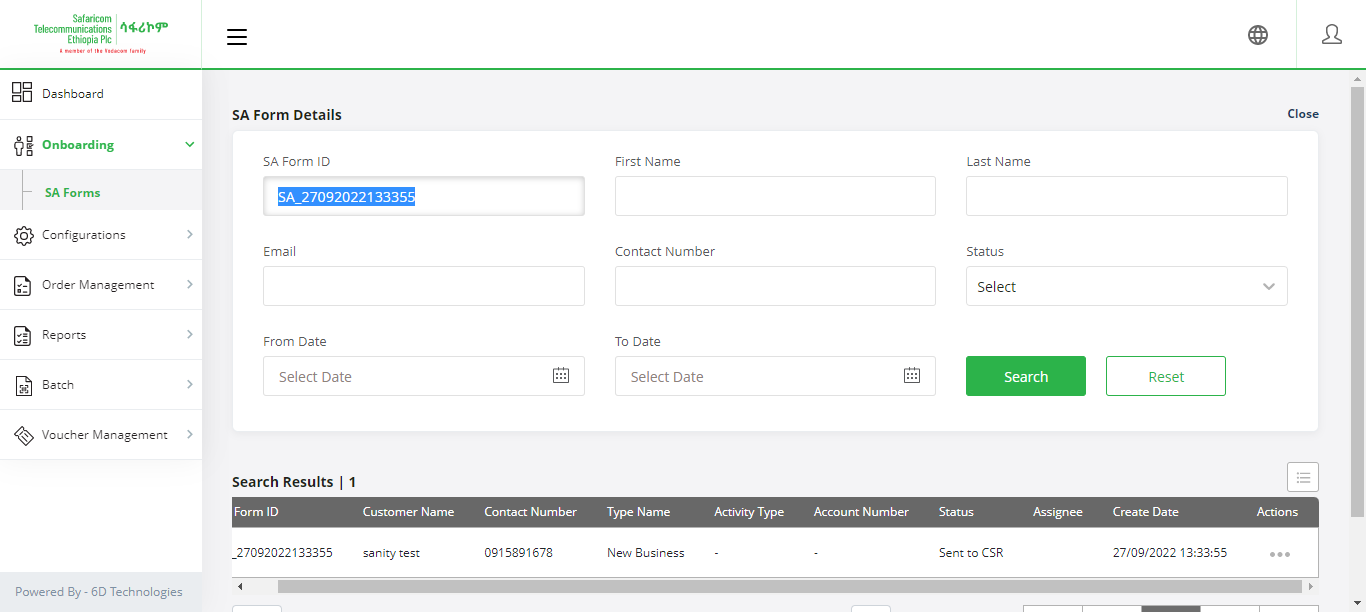 Safaricom
Telecommunications
Ethiopia Plc
ሳፋሪኮም
A member of the Vodacom family
Dashboard
Onboarding
SA Forms
Configurations
Order Management
Reports
Batch
Voucher Management
Powered By - 6D Technologies
SA Form Details
Close
SA Form ID First Name Last Name
SA_27092022133355
Email Contact Number Status
Select
From Date To Date
Select Date Select Date Search Reset
Search Results | 1
Form ID Customer Name Contact Number Type Name Activity Type Account Number Status Assignee Create Date Actions
_27092022133355 sanity test 0915891678 New Business - - Sent to CSR 27/09/2022 13:33:55